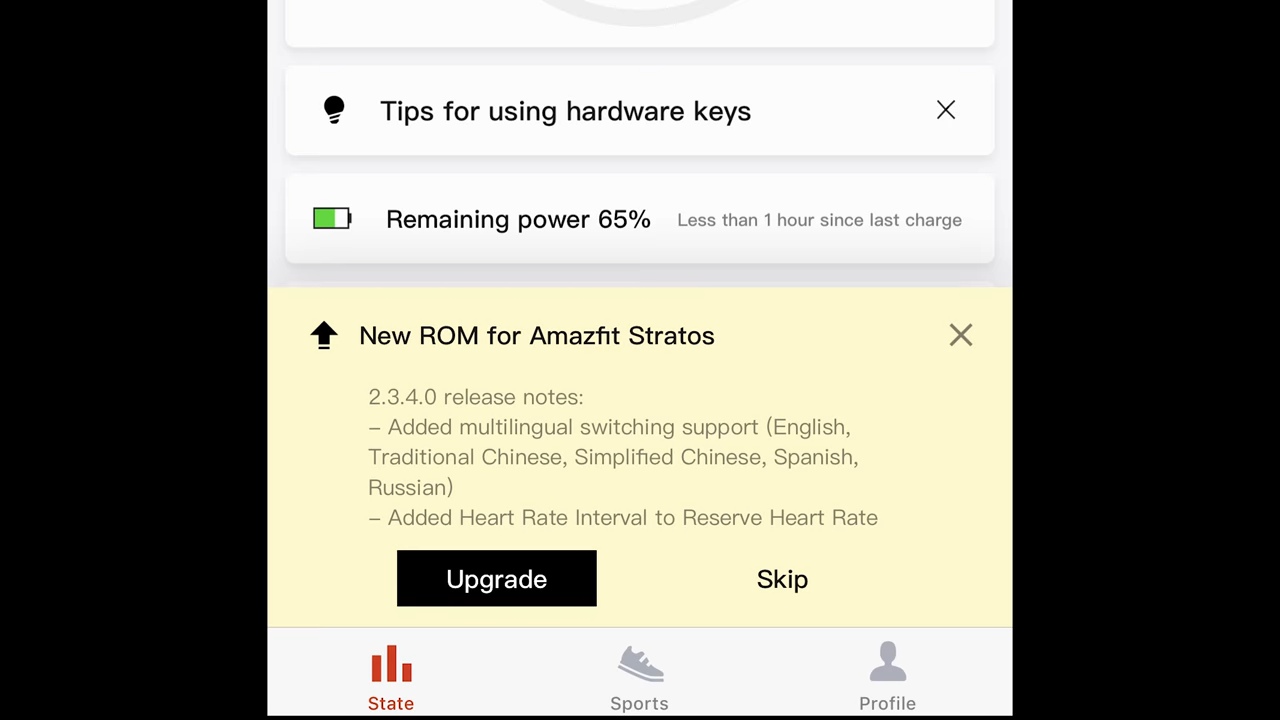 Tips for using hardware keys
Remaining power 65% Less than 1 hour since last charge
New ROM for Amazfit Stratos
2.3.4.0 release notes:
– Added multilingual switching support (English,
Traditional Chinese, Simplified Chinese, Spanish,
Russian)
– Added Heart Rate Interval to Reserve Heart Rate
Upgrade Skip
State Sports Profile